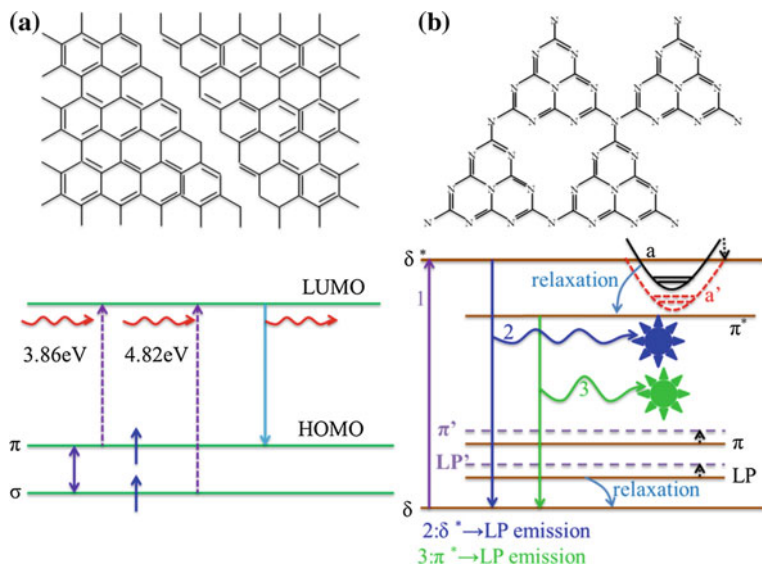 (a)
(b)
N N
N N N N
N N
N N N N N N
N N
N N N N
N N
N N N N N N
N N N
LUMO
3.86eV 4.82eV
HOMO
π
σ
δ *
a
relaxation
a'
1
π*
2
3
π'
π
LP'
LP
relaxation
δ
2:δ *→LP emission
3:π *→LP emission